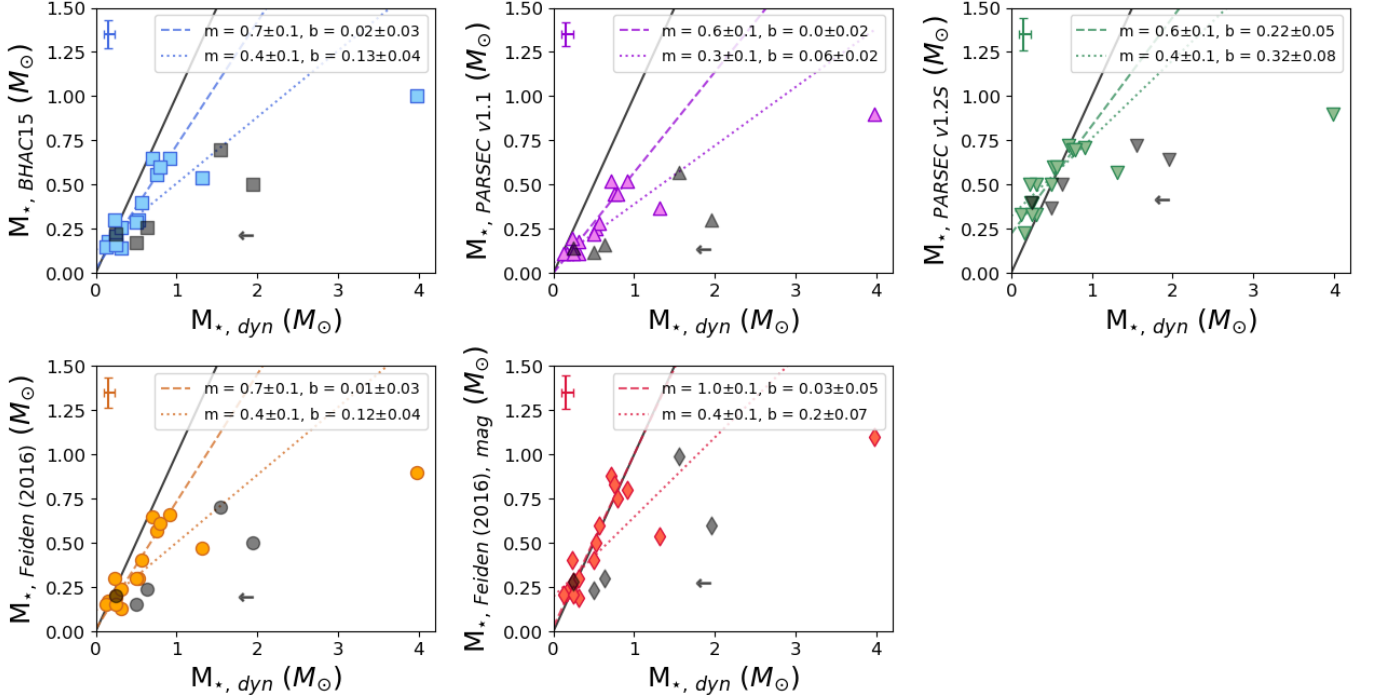 m = 0.7±0.1, b = 0.02±0.03
m = 0.4±0.1, b = 0.13±0.04
M⋆, BHAC15 (M⊙)
1.50
1.25
1.00
0.75
0.50
0.25
0.00
0 1 2 3 4
M⋆, dyn (M⊙)
m = 0.6±0.1, b = 0.0±0.02
m = 0.3±0.1, b = 0.06±0.02
M⋆, PARSEC v1.1 (M⊙)
1.50
1.25
1.00
0.75
0.50
0.25
0.00
0 1 2 3 4
M⋆, dyn (M⊙)
m = 0.6±0.1, b = 0.22±0.05
m = 0.4±0.1, b = 0.32±0.08
M⋆, PARSEC v1.2S (M⊙)
1.50
1.25
1.00
0.75
0.50
0.25
0.00
0 1 2 3 4
M⋆, dyn (M⊙)
m = 0.7±0.1, b = 0.01±0.03
m = 0.4±0.1, b = 0.12±0.04
M⋆, Feiden (2016) (M⊙)
1.50
1.25
1.00
0.75
0.50
0.25
0.00
0 1 2 3 4
M⋆, dyn (M⊙)
m = 1.0±0.1, b = 0.03±0.05
m = 0.4±0.1, b = 0.2±0.07
M⋆, Feiden (2016), mag (M⊙)
1.50
1.25
1.00
0.75
0.50
0.25
0.00
0 1 2 3 4
M⋆, dyn (M⊙)